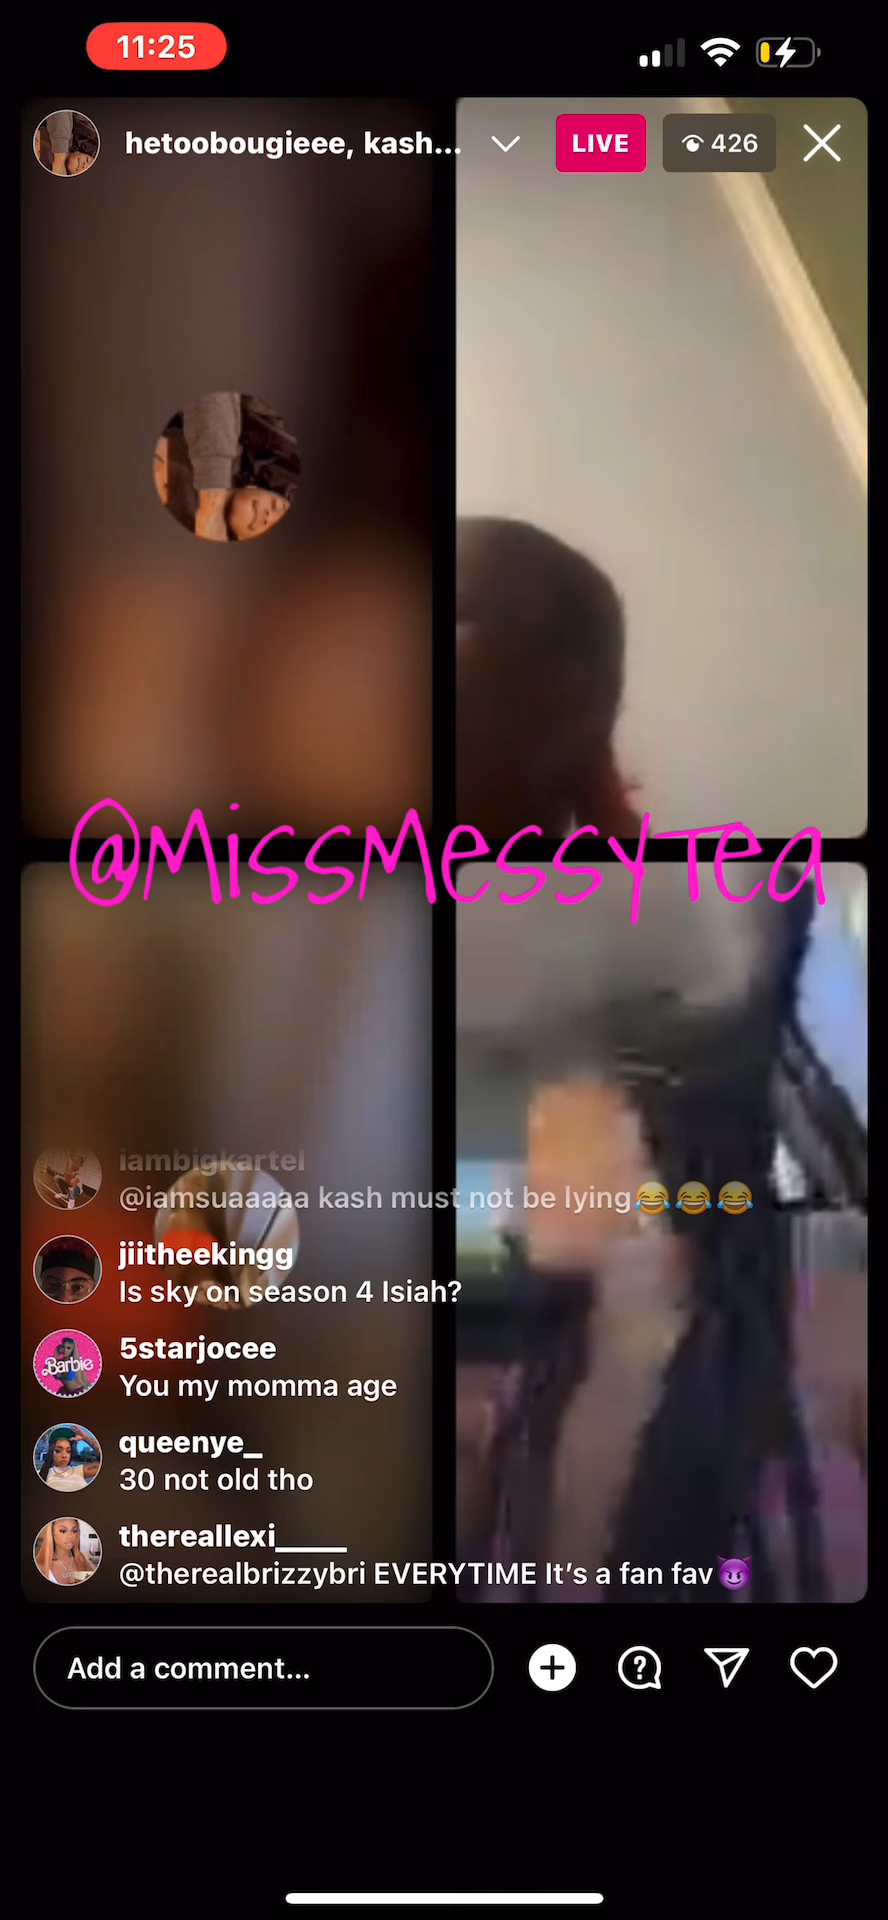 11:25
hetoobougieee, kash...
LIVE
426
@MissMessyTea
iambigkartel
@iamsuaaaaa kash must not be lying😂😂😂
jiitheekingg
Is sky on season 4 Isiah?
Barbie
5starjocee
You my momma age
queenye_
30 not old tho
thereallexi_____
@therealbrizzybri EVERYTIME It’s a fan fav😈
Add a comment...